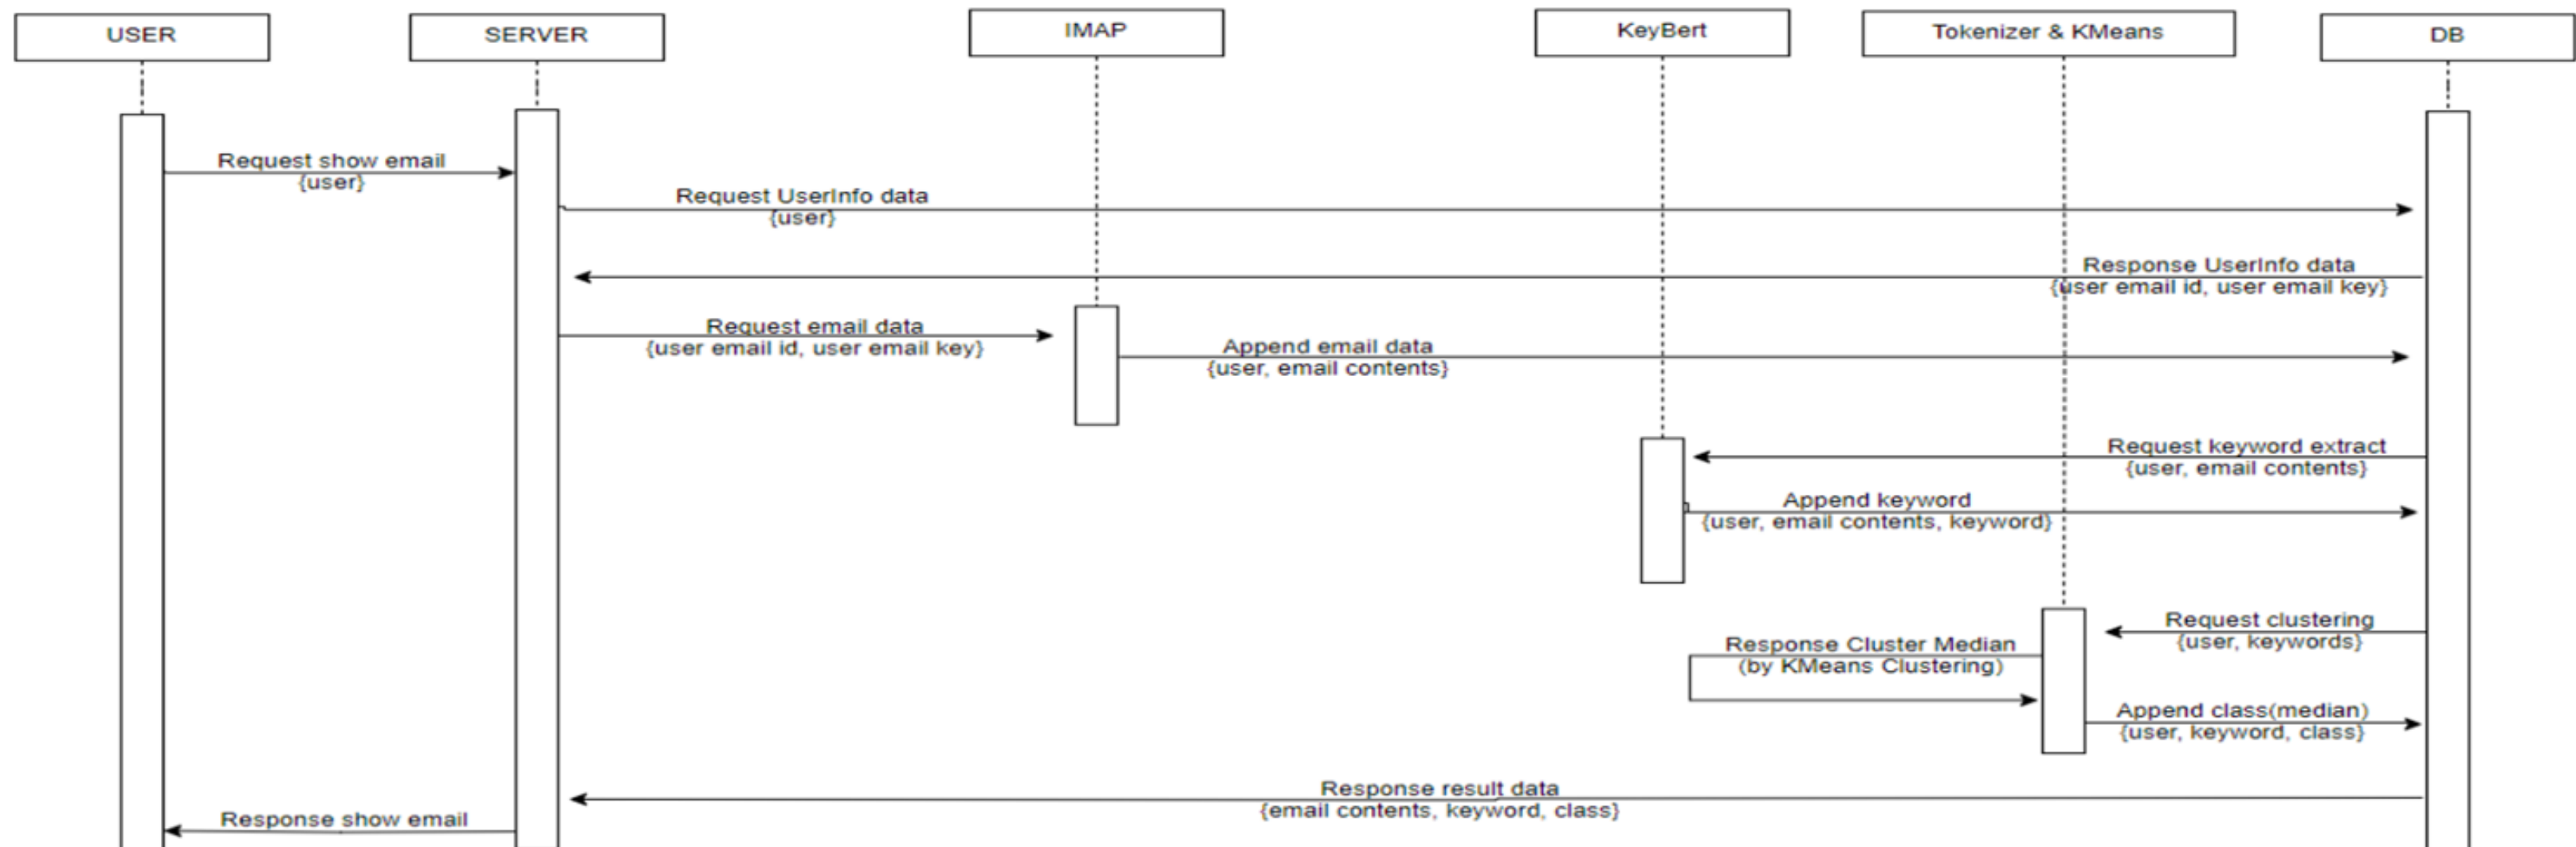 USER
SERVER
IMAP
KeyBert
Tokenizer & KMeans
DB
Request show email
{user}
Request UserInfo data
{user}
Response UserInfo data
{user email id, user email key}
Request email data
{user email id, user email key}
Append email data
{user, email contents}
Request keyword extract
{user, email contents}
Append keyword
{user, email contents, keyword}
Request clustering
{user, keywords}
Response Cluster Median
(by KMeans Clustering)
Append class(median)
{user, keyword, class}
Response result data
{email contents, keyword, class}
Response show email